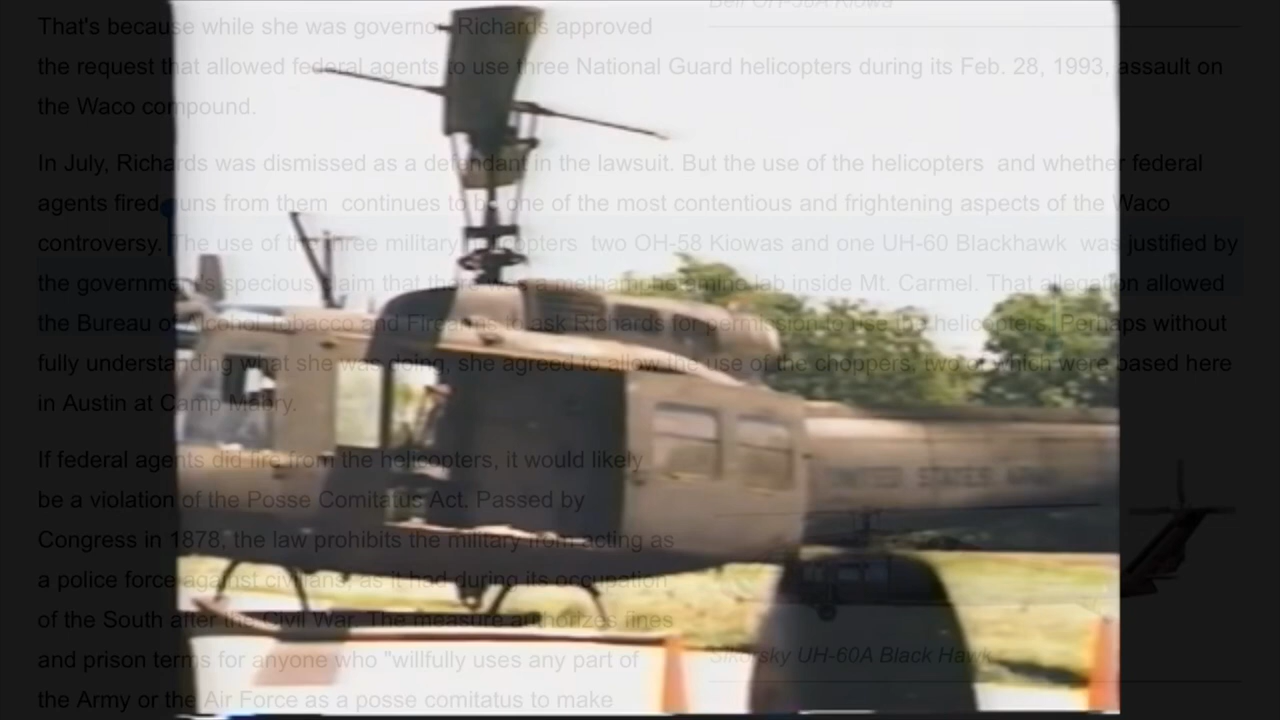 Bell OH-58A Kiowa
That's because while she was governor Richards approved
the request that allowed federal agents to use three National Guard helicopters during its Feb. 28, 1993, assault on
the Waco compound.
In July, Richards was dismissed as a defendant in the lawsuit. But the use of the helicopters and whether federal
agents fired guns from them continues to be one of the most contentious and frightening aspects of the Waco
controversy. The use of three military two OH-58 Kiowas and one UH-60 Blackhawk was justified by
the government's specious claim that there was a methamphetamine lab inside Mt. Carmel. That allegation allowed
the Bureau of Alcohol Tobacco and Firearms to ask Richards for permission to use the helicopters. Perhaps without
fully understanding what she was doing, she agreed to allow the use of the choppers, two of which were based here
in Austin at Camp Mabry.
If federal agents did fire from the helicopters, it would likely
be a violation of the Posse Comitatus Act. Passed by
Congress in 1878, the law prohibits the military from acting as
a police force against civilians, as it had during its occupation
of the South after the Civil War. The measure authorizes fines
UNITED STATES ARMY
and prison terms for anyone who "willfully uses any part of
Sikorsky UH-60A Black Hawk
the Army or the Air Force as a posse comitatus to make